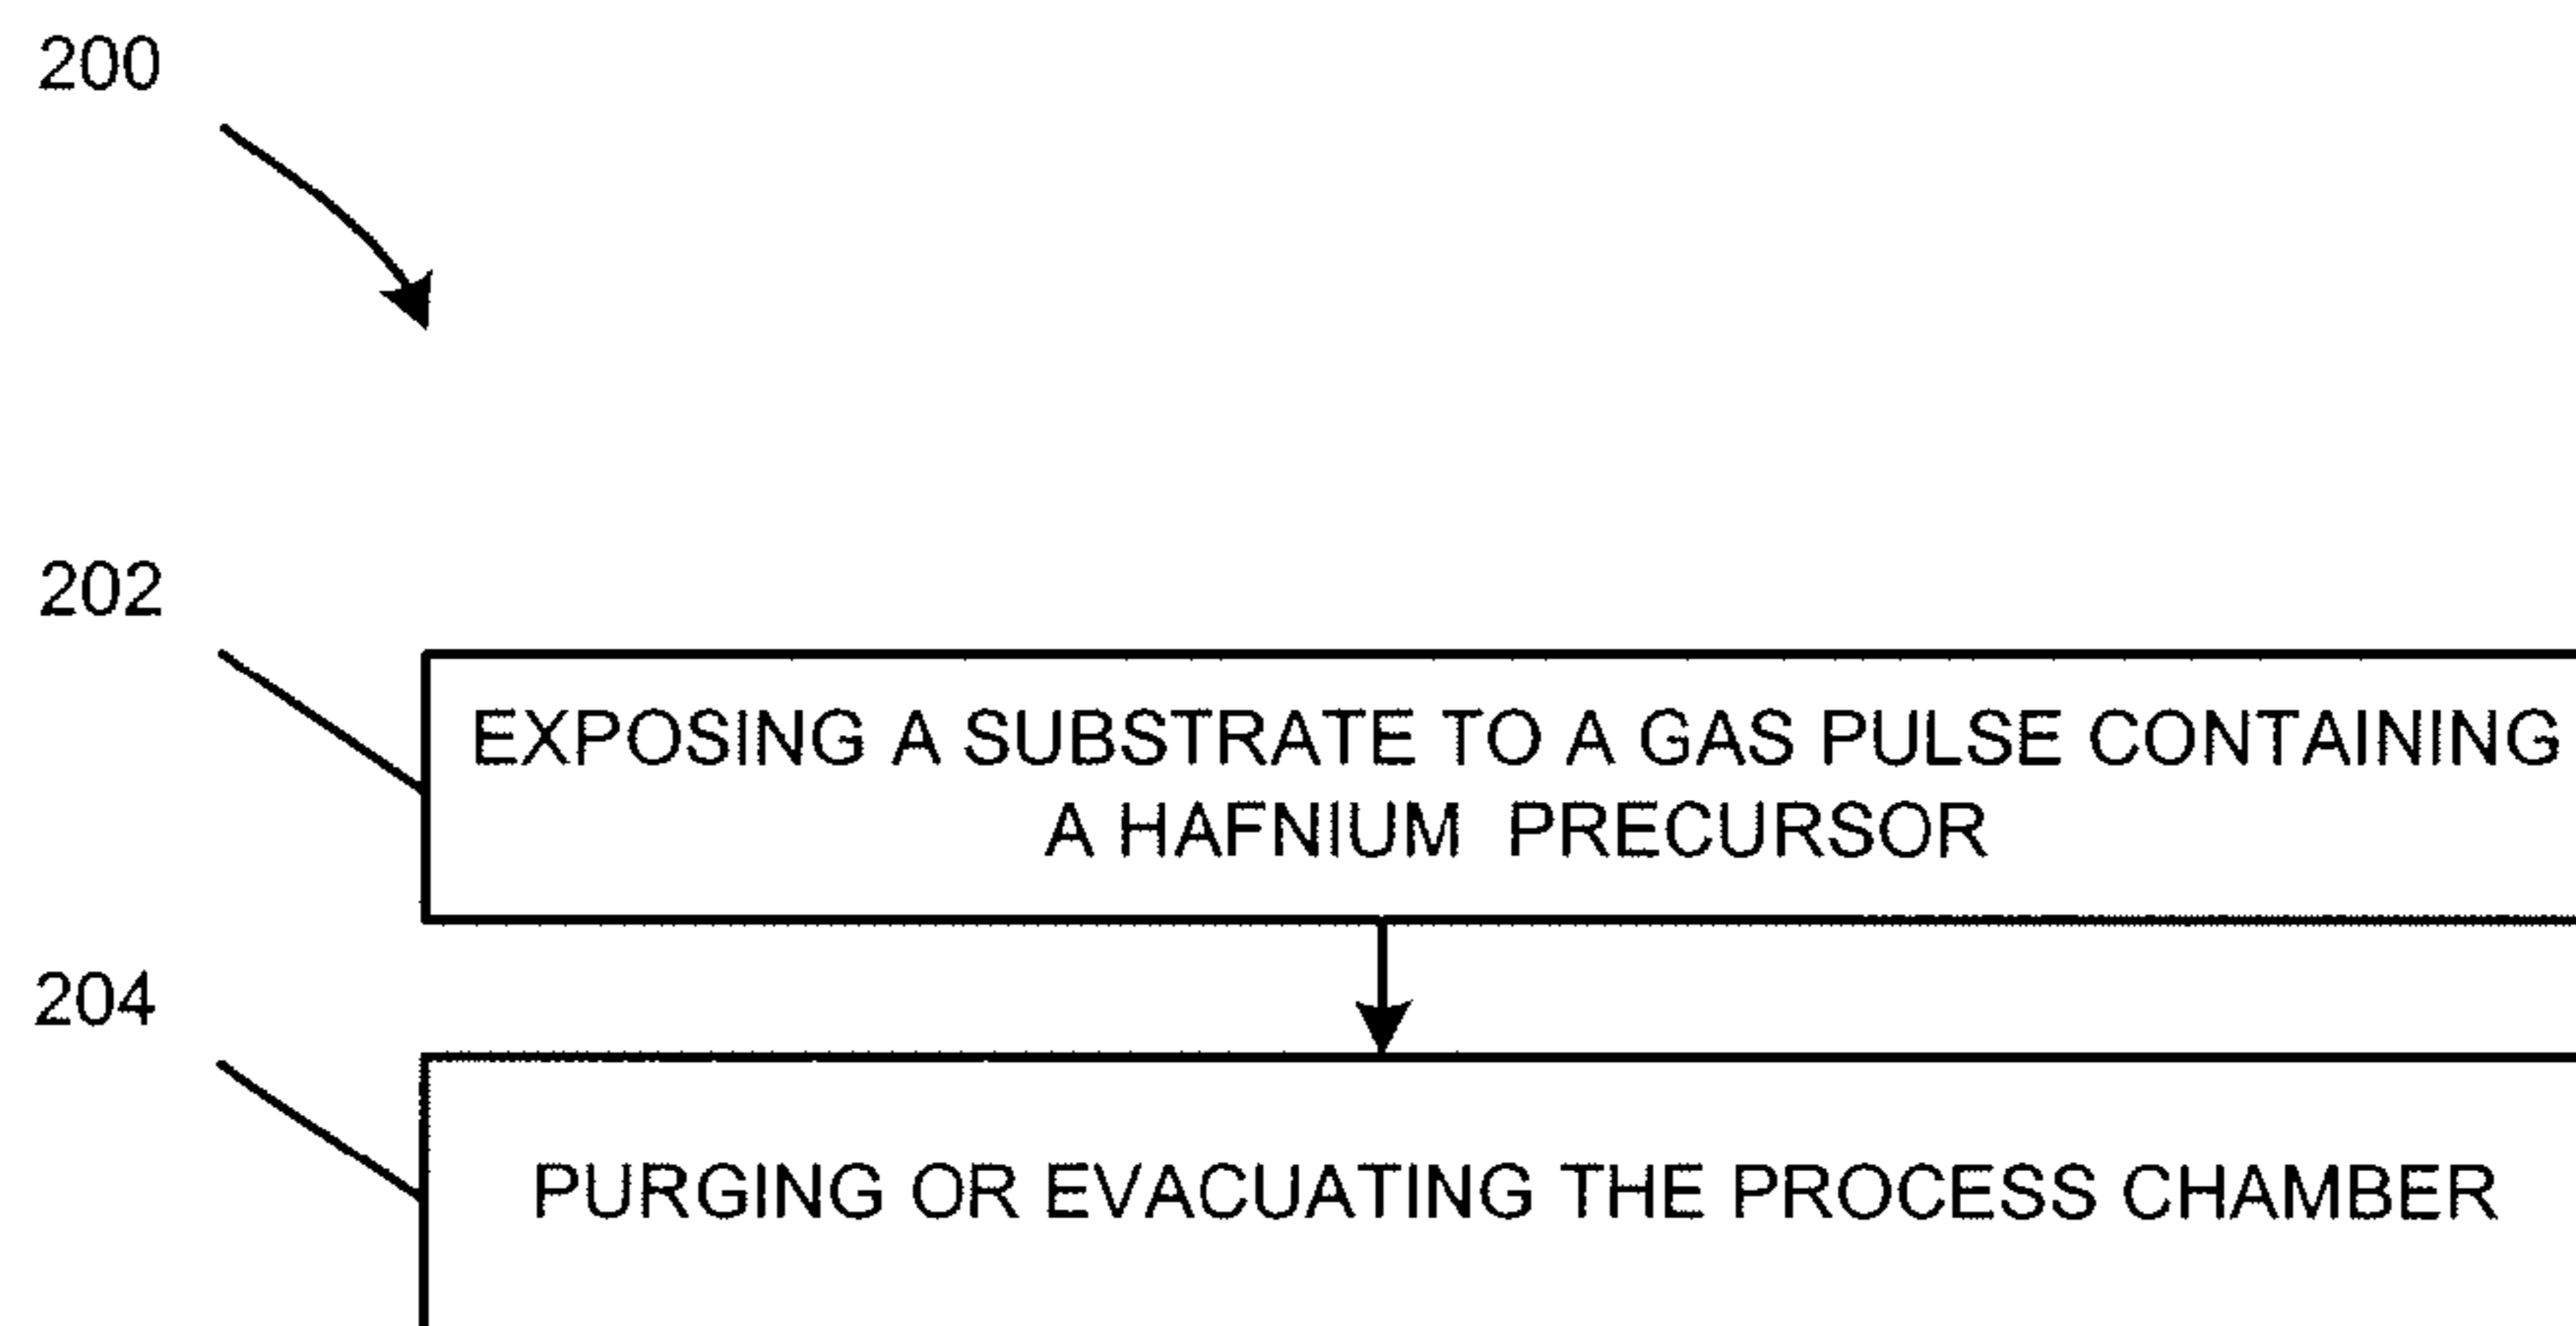 200
202
EXPOSING A SUBSTRATE TO A GAS PULSE CONTAINING
A HAFNIUM PRECURSOR
204
PURGING OR EVACUATING THE PROCESS CHAMBER